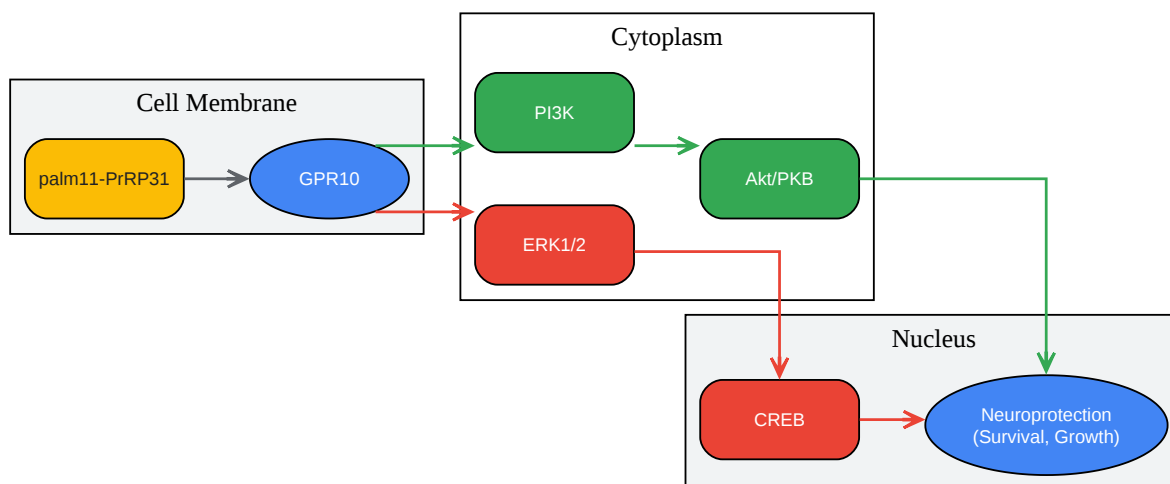 Cytoplasm
Cell Membrane
PI3K
palm11-PrRP31
GPR10
Akt/PKB
ERK1/2
Nucleus
CREB
Neuroprotection
(Survival, Growth)